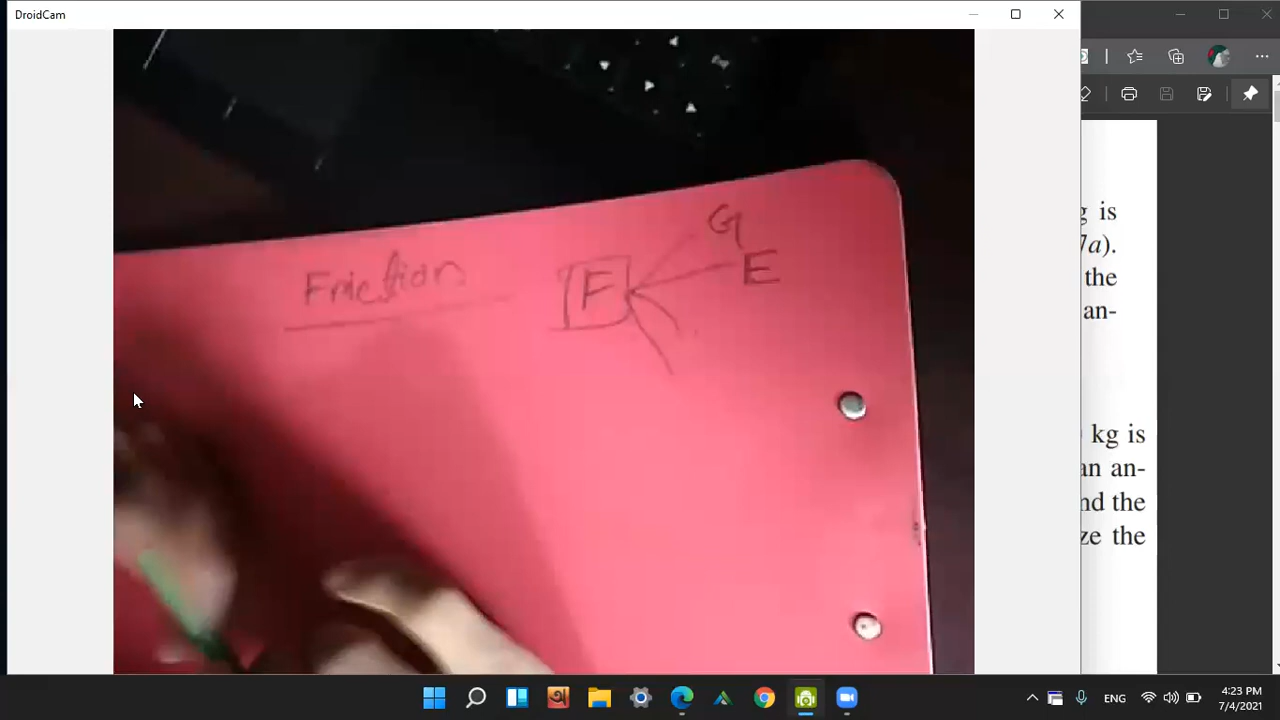 DroidCam
Friction
F
G
E
g is
7a).
the
an-
kg is
an an-
nd the
ze the
ENG
4:23 PM
7/4/2021